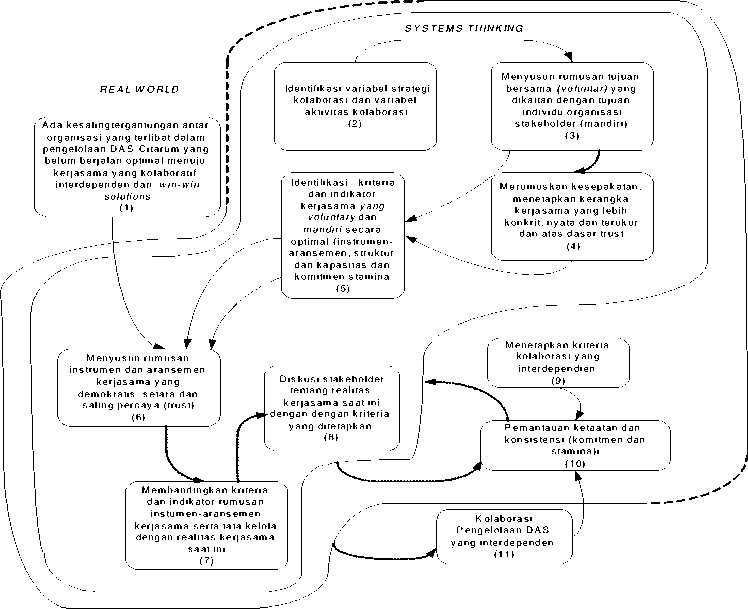 SYSTEMS THINKING
REAL WORLD
Ada kesalingtergantungan antar
organisasi yang terlibat dalam
pengelolaan DAS Citarum yang
belum berjalan optimal menuju
kerjasama yang kolaboratif
interdependen dan win-win
solutions
(1)
Identifikasi variabel strategi
kolaborasi dan variabel
aktivitas kolaborasi
(2)
Menyusun rumusan tujuan
bersama (voluntar) yang
dikaitan dengan tujuan
individu organisasi
stakeholder (mandiri)
(3)
Merumuskan kesepakatan,
menetapkan kerangka
kerjasama yang lebih
konkrit, nyata dan terukur
dan atas dasar trust
(4)
Identifikasi kriteria
dan indikator
kerjasama yang
voluntary dan
mandiri secara
optimal (instrumen-
aransemen, struktur
dan kapasitas dan
komitmen stamina
(5)
Menyusun rumusan
instrumen dan aransemen
kerjasama yang
demokratis, setara dan
saling percaya (trust)
(6)
Membandingkan kriteria
dan indikator rumusan
instumen-aransemen
kerjasama serta tata kelola
dengan realitas kerjasama
saat ini
(7)
Diskusi stakeholder
tentang realitas
kerjasama saat ini
dengan dengan kriteria
yang diterapkan
(8)
Menetapkan kriteria
kolaborasi yang
interdependien
(9)
Pemantauan ketaatan dan
konsistensi (komitmen dan
stamina)
(10)
Kolaborasi
Pengelolaan DAS
yang interdependen
(11)